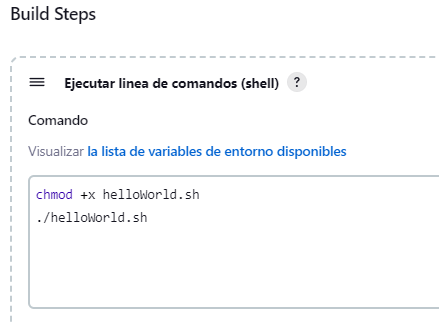 Build Steps
Ejecutar linea de comandos (shell) ?
Comando
Visualizar la lista de variables de entorno disponibles
chmod +x helloWorld.sh
./helloWorld.sh